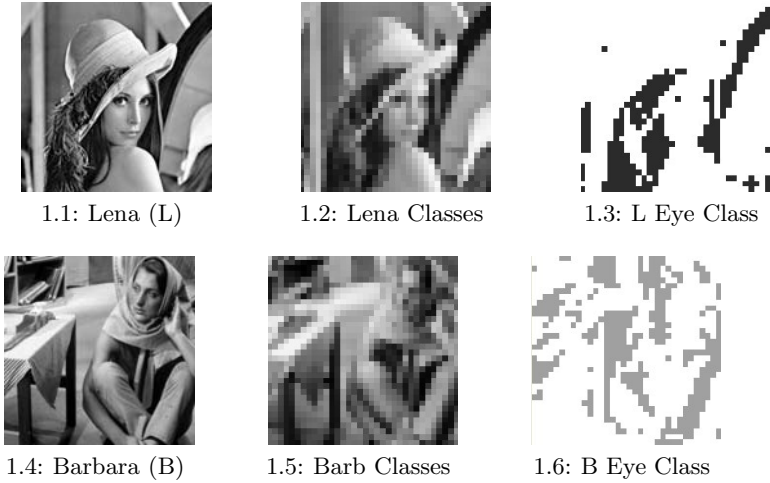 1.1: Lena (L)
1.2: Lena Classes
1.3: L Eye Class
1.4: Barbara (B)
1.5: Barb Classes
1.6: B Eye Class